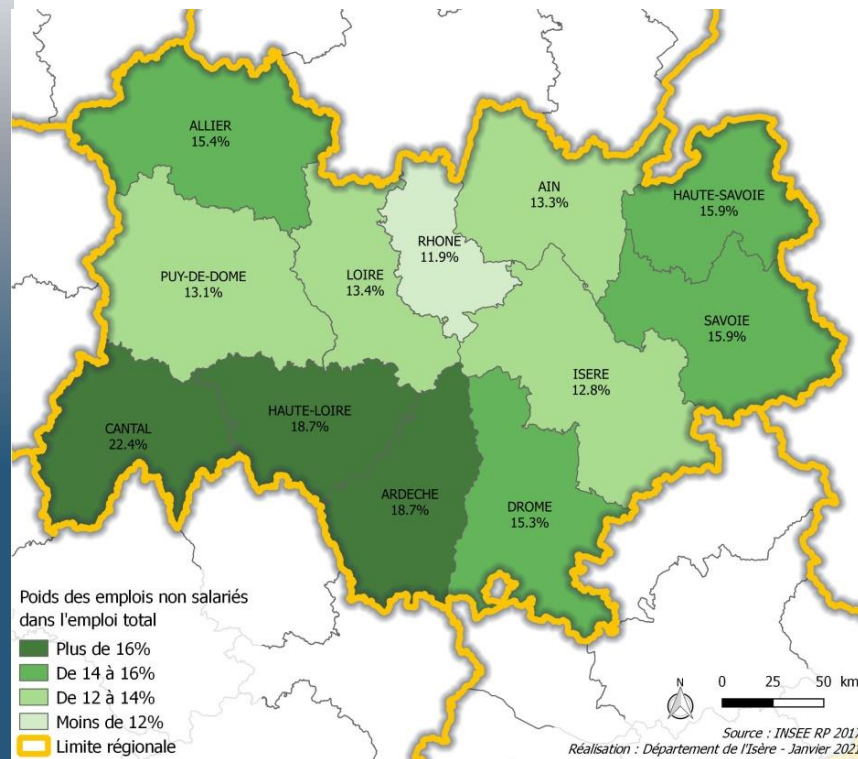 ALLIER
15.4%
AIN
13.3%
HAUTE-SAVOIE
15.9%
RHONE
11.9%
PUY-DE-DOME
13.1%
LOIRE
13.4%
SAVOIE
15.9%
ISERE
12.8%
HAUTE-LOIRE
18.7%
CANTAL
22.4%
ARDECHE
18.7%
DROME
15.3%
Poids des emplois non salariés
dans l'emploi total
Plus de 16%
De 14 à 16%
De 12 à 14%
Moins de 12%
Limite régionale
N
0 25 50 km
Source : INSEE RP 2017
Réalisation : Département de l'Isère - Janvier 2021